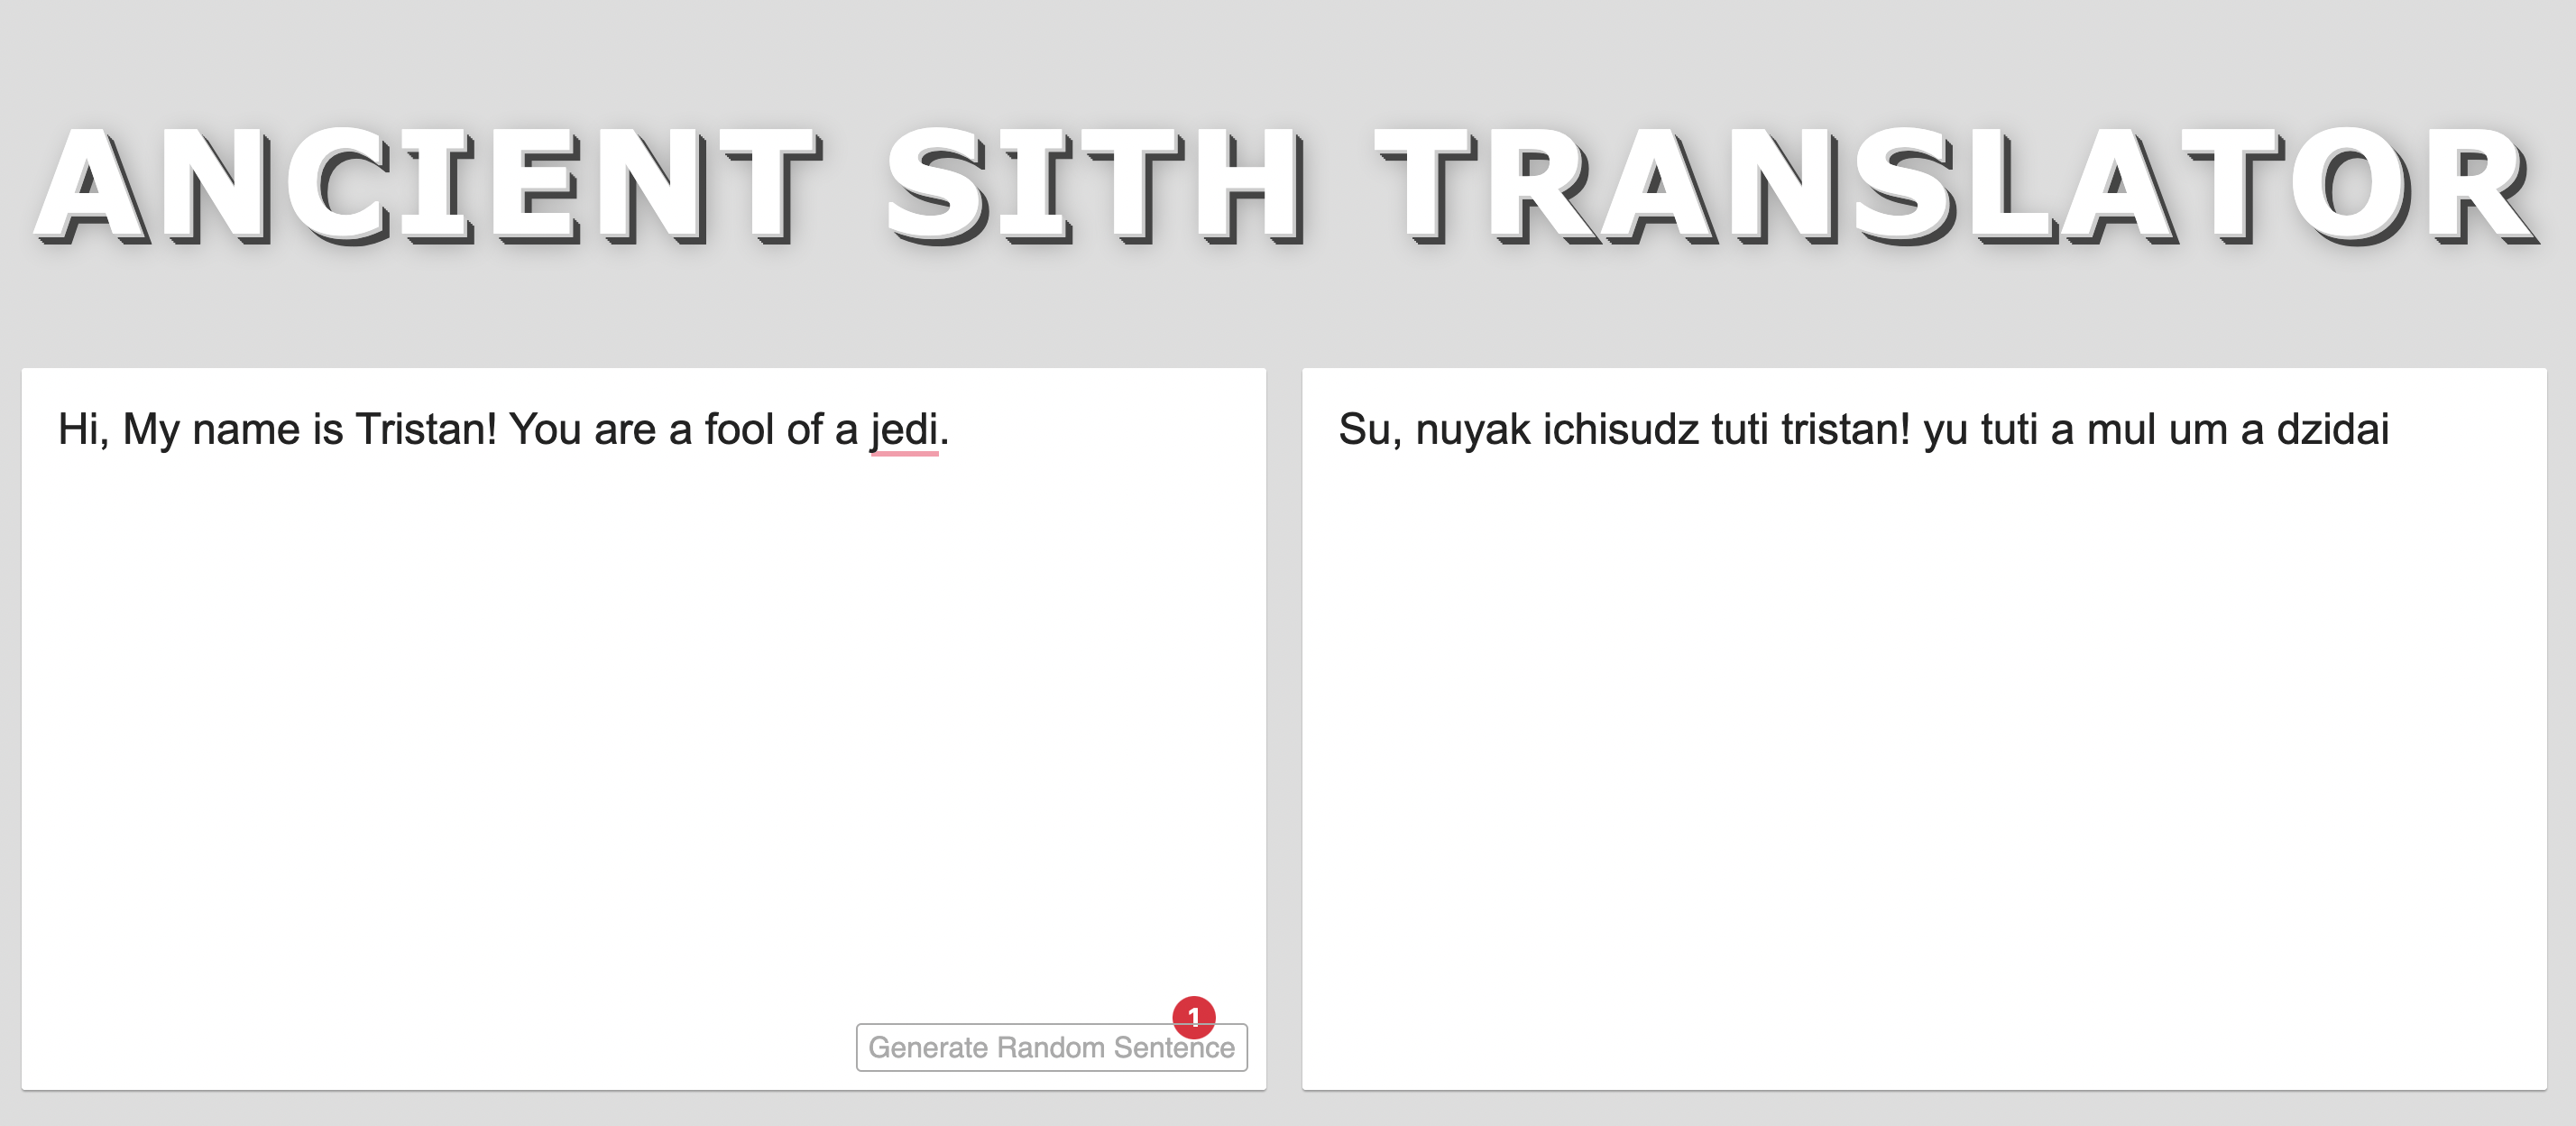 ANCIENT SITH TRANSLATOR
Hi, My name is Tristan! You are a fool of a jedi.
Su, nuyak ichisudz tuti tristan! yu tuti a mul um a dzidai
1
Generate Random Sentence